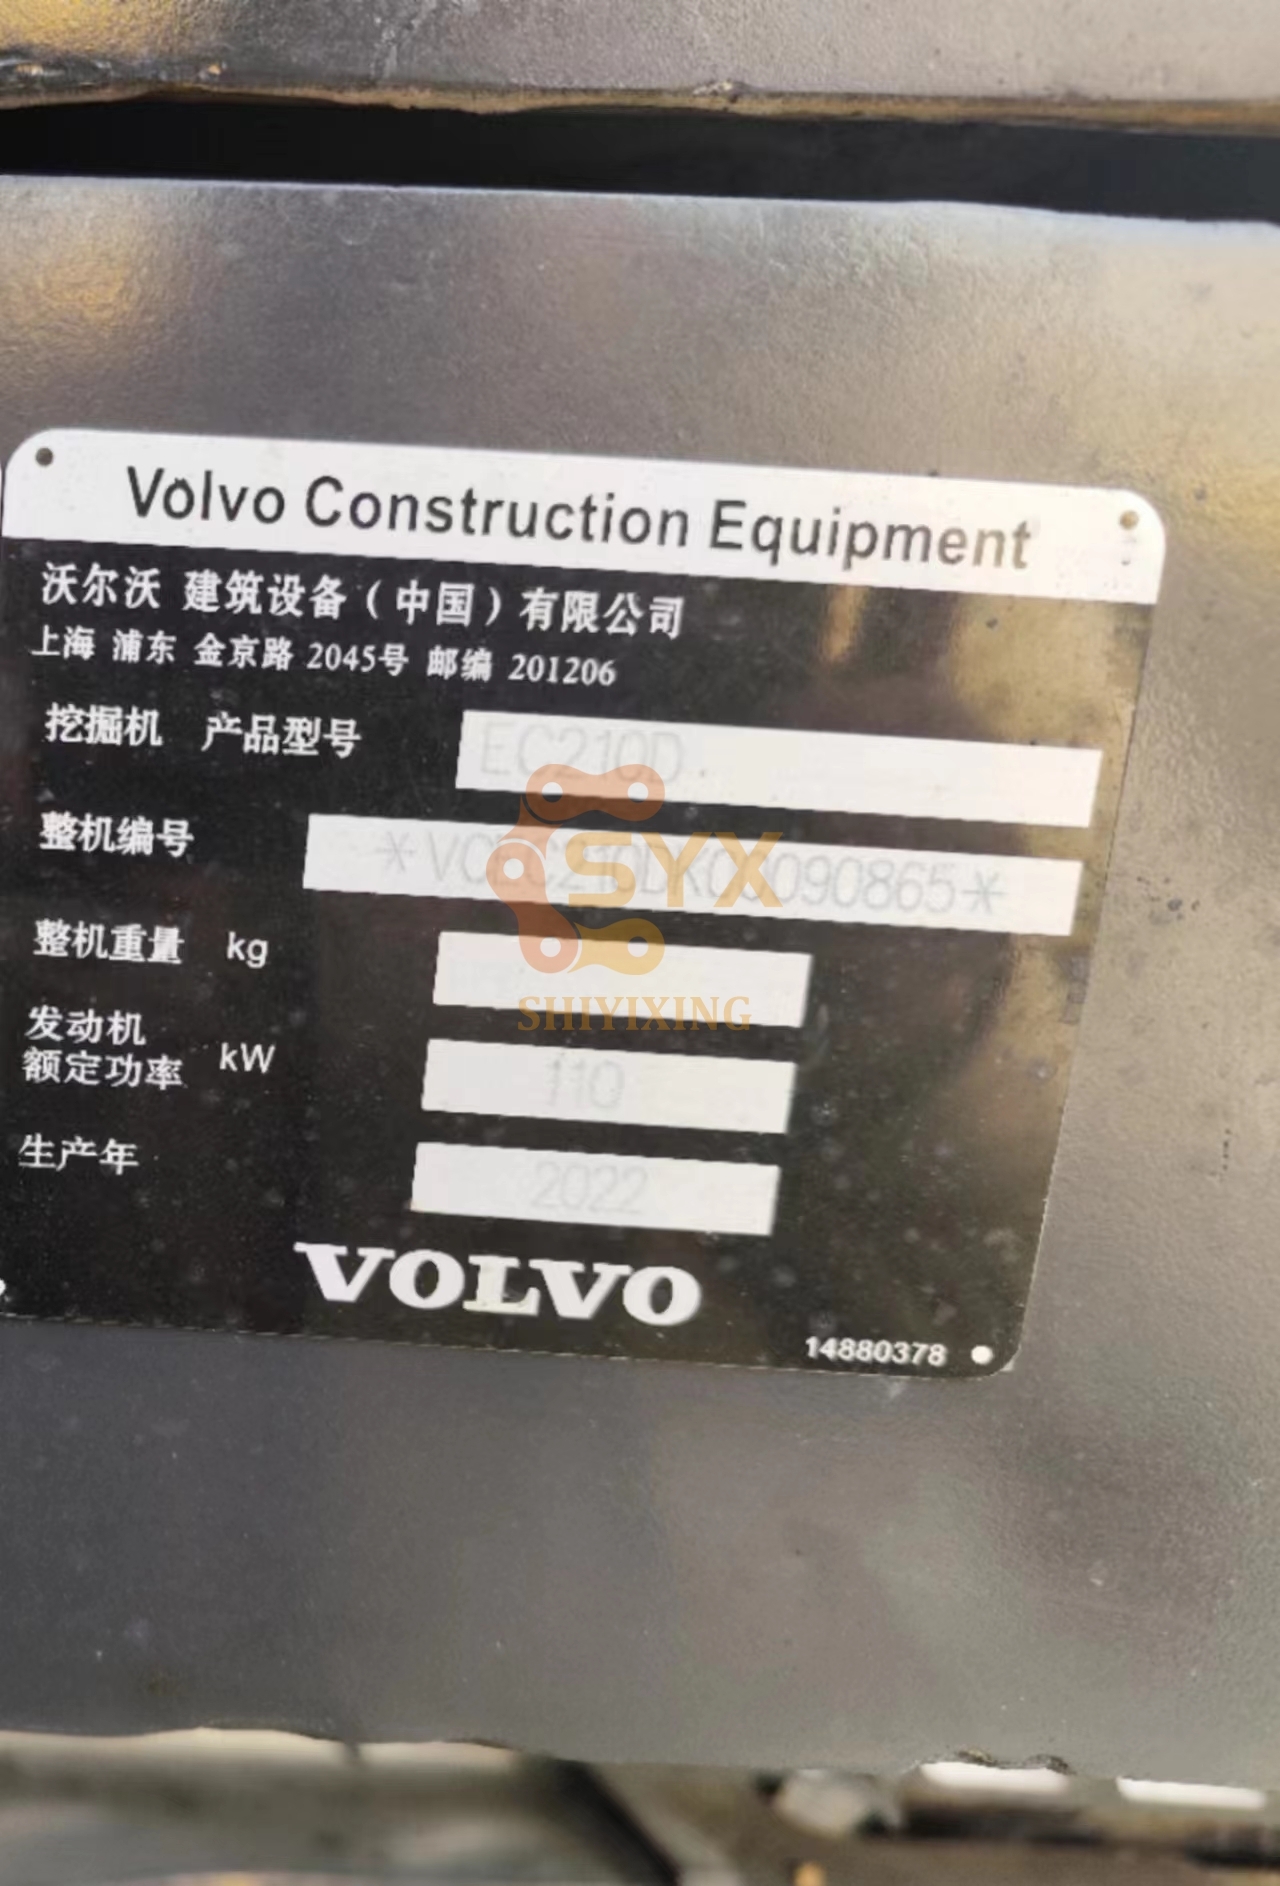 Volvo Construction Equipment
沃尔沃 建筑设备（中国）有限公司
上海 浦东 金京路 2045号 邮编 201206
挖掘机 产品型号 EC210D
整机编号
SYX
整机重量 kg
SHIYIXING
发动机
额定功率 kW 110
生产年 2022
VOLVO
14880378